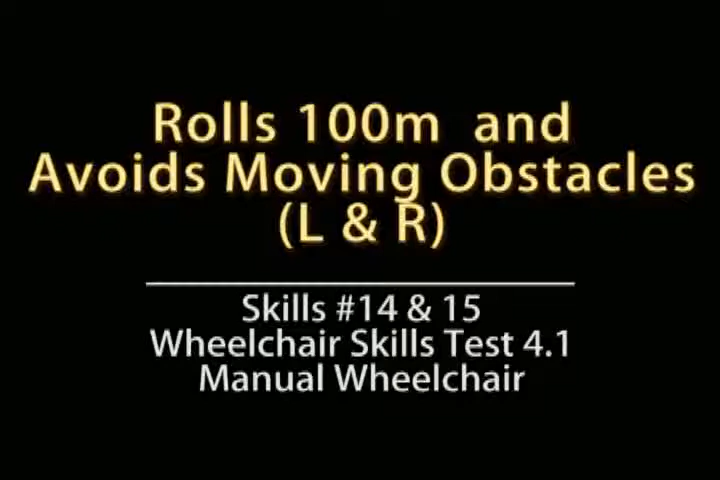 Rolls 100m and
Avoids Moving Obstacles
(L & R)
Skills #14 & 15
Wheelchair Skills Test 4.1
Manual Wheelchair